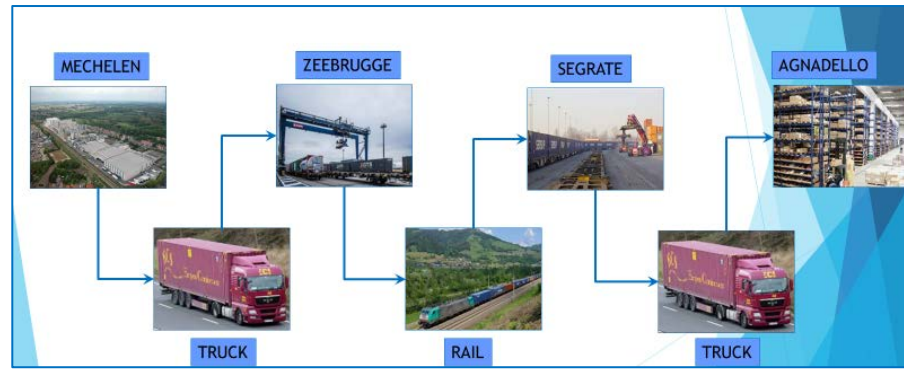 MECHELEN
ZEEBRUGGE
SEGRATE
AGNADELLO
TRUCK
RAIL
TRUCK